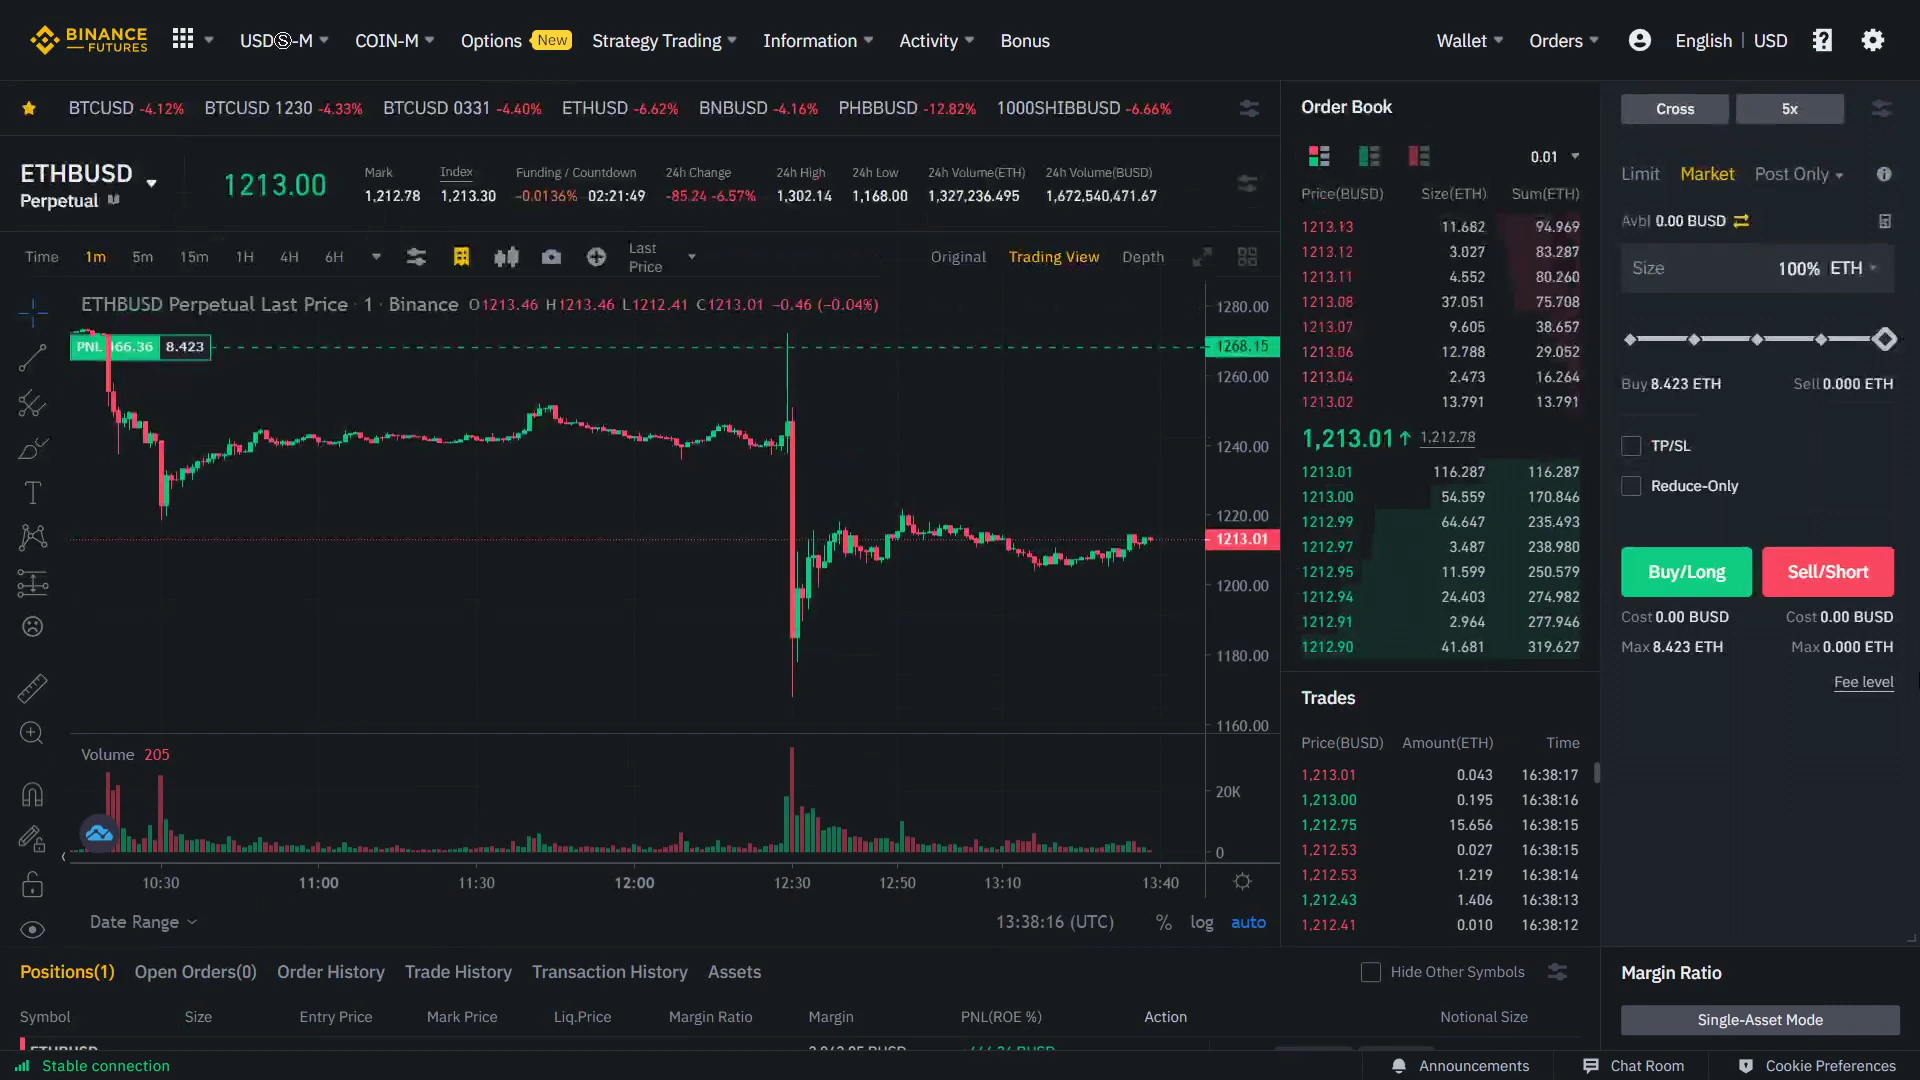 BINANCE
FUTURES
USDⓈ-M
COIN-M
Options New
Strategy Trading
Information
Activity
Bonus
Wallet
Orders
English | USD
BTCUSD -4.12% BTCUSD 1230 -4.33% BTCUSD 0331 -4.40% ETHUSD -6.62% BNBUSD -4.16% PHBBUSD -12.82% 1000SHIBBUSD -6.66%
ETHBUSD
Perpetual
1213.00
Mark
1,212.78
Index
1,213.30
Funding / Countdown
-0.0136% 02:21:49
24h Change
-85.24 -6.57%
24h High
1,302.14
24h Low
1,168.00
24h Volume(ETH)
1,327,236.495
24h Volume(BUSD)
1,672,540,471.67
Time 1m 5m 15m 1H 4H 6H
Last
Price
Original Trading View Depth
ETHBUSD Perpetual Last Price · 1 · Binance O1213.46 H1213.46 L1212.41 C1213.01 −0.46 (−0.04%)
PNL 8.423
1280.00
1268.15
1260.00
1240.00
1220.00
1213.01
1200.00
1180.00
1160.00
Volume 205
20K
0
10:30 11:00 11:30 12:00 12:30 12:50 13:10 13:40
Date Range
13:38:16 (UTC) % log auto
Order Book
0.01
Price(BUSD) Size(ETH) Sum(ETH)
1213.13 11.682 94.969
1213.12 3.027 83.287
1213.11 4.552 80.260
1213.08 37.051 75.708
1213.07 9.605 38.657
1213.06 12.788 29.052
1213.04 2.473 16.264
1213.02 13.791 13.791
1,213.01↑ 1,212.78
1213.01 116.287 116.287
1213.00 54.559 170.846
1212.99 64.647 235.493
1212.97 3.487 238.980
1212.95 11.599 250.579
1212.94 24.403 274.982
1212.91 2.964 277.946
1212.90 41.681 319.627
Trades
Price(BUSD) Amount(ETH) Time
1,213.01 0.043 16:38:17
1,213.00 0.195 16:38:16
1,212.75 15.656 16:38:15
1,212.53 0.027 16:38:15
1,212.53 1.219 16:38:14
1,212.43 1.406 16:38:13
1,212.41 0.010 16:38:12
Cross 5x
Limit Market Post Only
Avbl 0.00 BUSD
Size 100% ETH
Buy 8.423 ETH Sell 0.000 ETH
TP/SL
Reduce-Only
Buy/Long Sell/Short
Cost 0.00 BUSD Cost 0.00 BUSD
Max 8.423 ETH Max 0.000 ETH
Fee level
Positions(1) Open Orders(0) Order History Trade History Transaction History Assets
Hide Other Symbols
Symbol Size Entry Price Mark Price Liq.Price Margin Ratio Margin PNL(ROE %) Action Notional Size
ETHBUSD
Margin Ratio
Single-Asset Mode
Stable connection
Announcements
Chat Room
Cookie Preferences